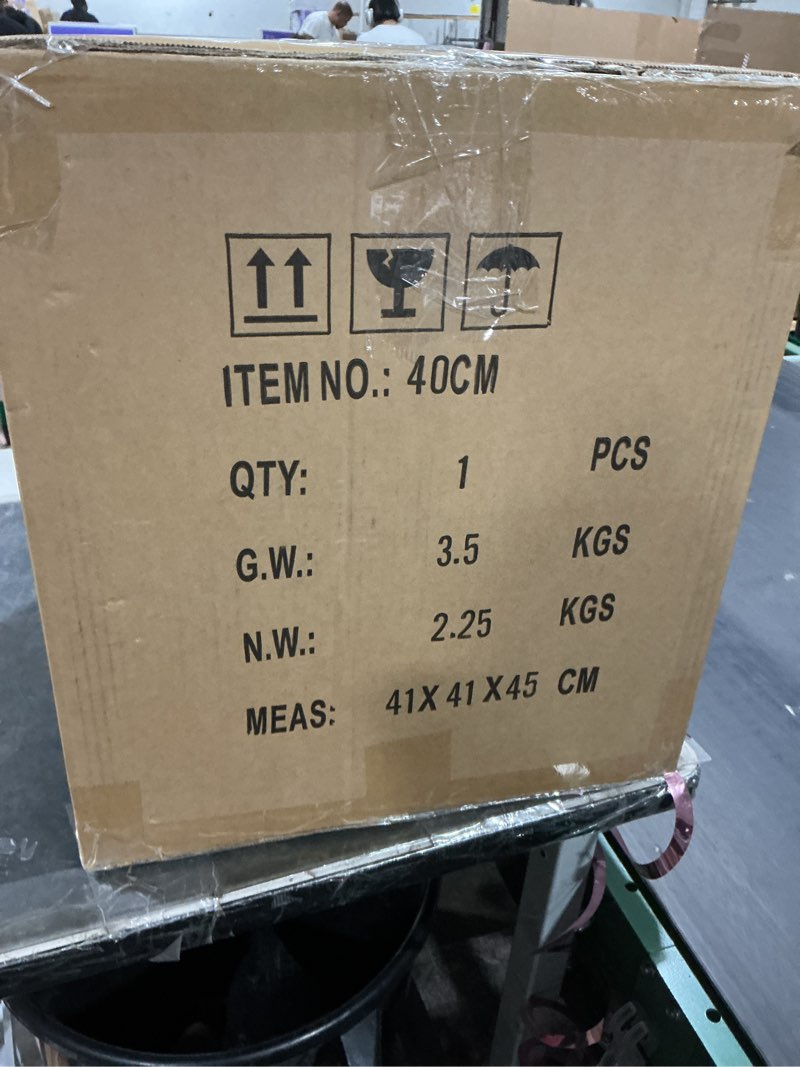 ITEM NO.: 40CM
QTY: 1 PCS
G.W.: 3.5 KGS
N.W.: 2.25 KGS
MEAS: 41X41X45 CM